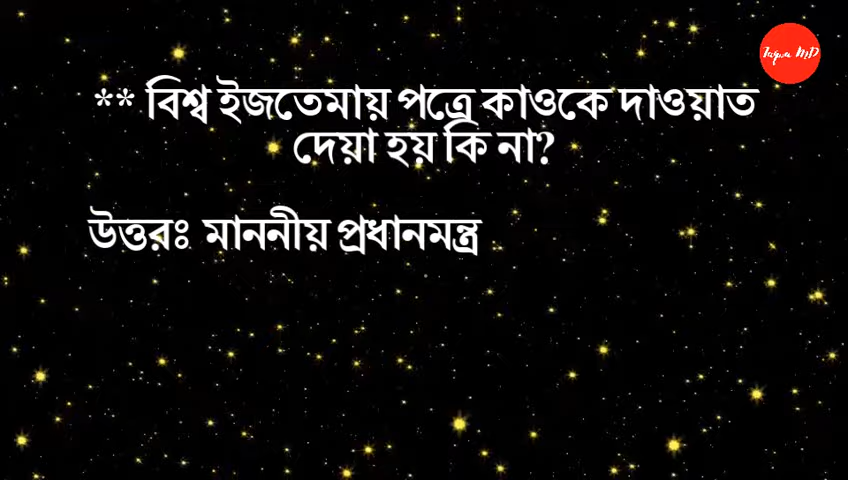 ** বিশ্ব ইজতেমায় পত্রে কাওকে দাওয়াত
দেয়া হয় কি না?
উত্তরঃ মাননীয় প্রধানমন্ত্র